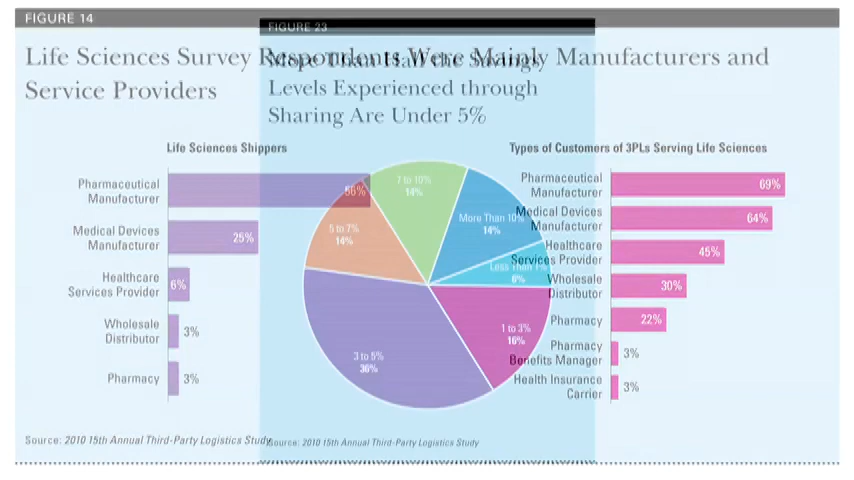 FIGURE 14
Life Sciences Survey Respondents Were Mainly Manufacturers and
Service Providers
Life Sciences Shippers
Pharmaceutical
Manufacturer
56%
Medical Devices
Manufacturer
25%
Healthcare
Services Provider
6%
Wholesale
Distributor
3%
Pharmacy
3%
Source: 2010 15th Annual Third-Party Logistics Study
FIGURE 23
More Than Half the Savings
Levels Experienced through
Sharing Are Under 5%
7 to 10%
14%
More Than 10%
14%
5 to 7%
14%
Less than 1%
6%
1 to 3%
16%
3 to 5%
36%
Source: 2010 15th Annual Third-Party Logistics Study
Types of Customers of 3PLs Serving Life Sciences
Pharmaceutical
Manufacturer
69%
Medical Devices
Manufacturer
64%
Healthcare
Services Provider
45%
Wholesale
Distributor
30%
Pharmacy
22%
Pharmacy
Benefits Manager
3%
Health Insurance
Carrier
3%